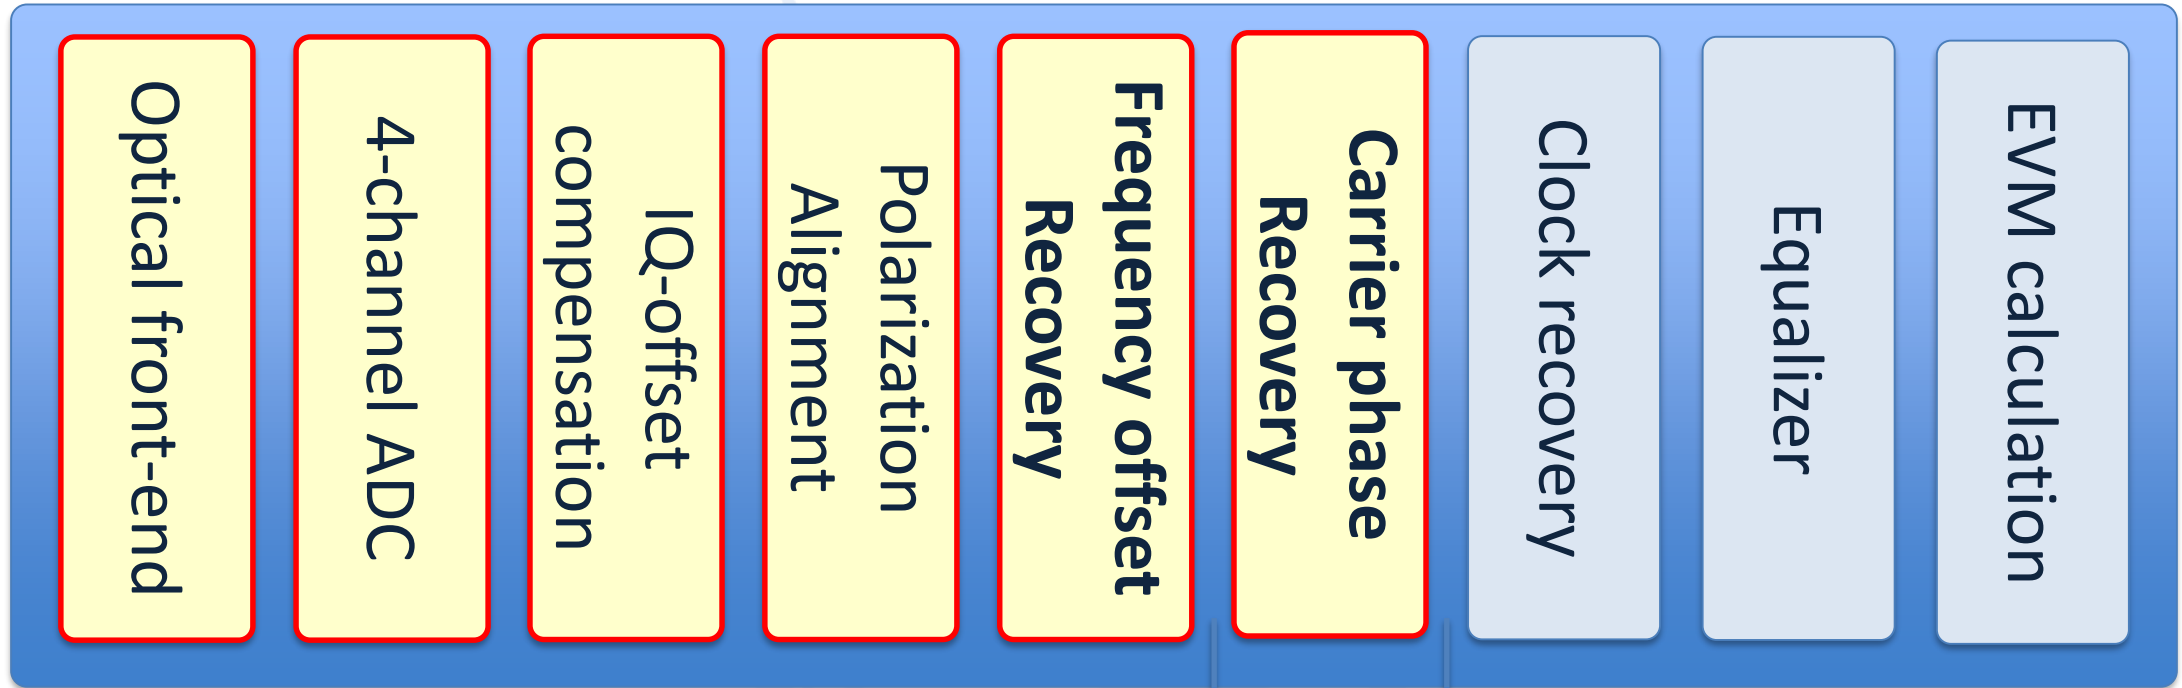 Optical front-end
4-channel ADC
IQ-offset
compensation
Polarization
Alignment
Frequency offset
Recovery
Carrier phase
Recovery
Clock recovery
Equalizer
EVM calculation